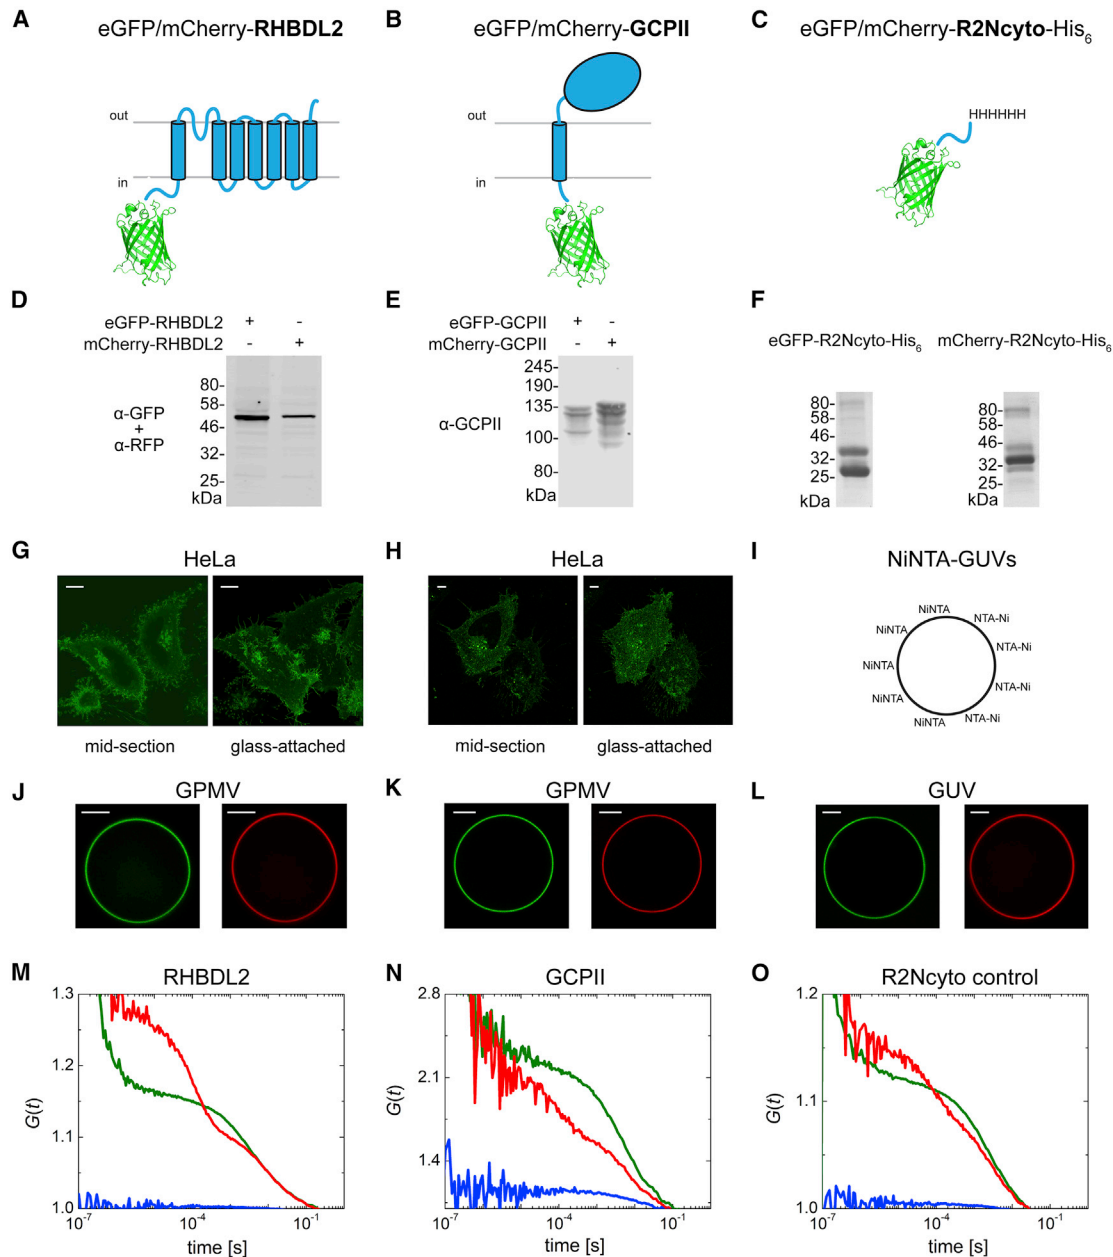 A
eGFP/mCherry-RHBDL2
out
in
B
eGFP/mCherry-GCPII
out
in
C
eGFP/mCherry-R2Ncyto-His6
HHHHHH
D
eGFP-RHBDL2 + -
mCherry-RHBDL2 - +
80-
58-
46-
32-
25-
kDa
α-GFP
+
α-RFP
E
eGFP-GCPII + -
mCherry-GCPII - +
245-
190-
135-
100-
80-
kDa
α-GCPII
F
eGFP-R2Ncyto-His6
mCherry-R2Ncyto-His6
80-
58-
46-
32-
25-
kDa
80-
58-
46-
32-
25-
kDa
G
HeLa
mid-section
glass-attached
H
HeLa
mid-section
glass-attached
I
NiNTA-GUVs
NiNTA
NTA-Ni
NiNTA
NTA-Ni
NiNTA
NTA-Ni
NiNTA
NTA-Ni
NiNTA
J
GPMV
K
GPMV
L
GUV
M
RHBDL2
1.3
1.2
1.1
1.0
G(t)
10-7
10-4
10-1
time [s]
N
GCPII
2.8
2.1
1.4
G(t)
10-7
10-4
10-1
time [s]
O
R2Ncyto control
1.2
1.1
1.0
G(t)
10-7
10-4
10-1
time [s]